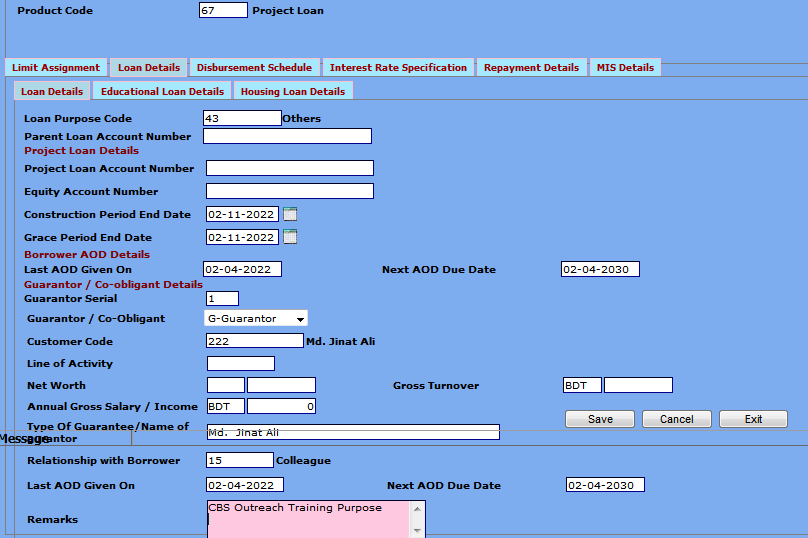 Product Code 67 Project Loan
Limit Assignment Loan Details Disbursement Schedule Interest Rate Specification Repayment Details MIS Details
Loan Details Educational Loan Details Housing Loan Details
Loan Purpose Code 43 Others
Parent Loan Account Number
Project Loan Details
Project Loan Account Number
Equity Account Number
Construction Period End Date 02-11-2022
Grace Period End Date 02-11-2022
Borrower AOD Details
Last AOD Given On 02-04-2022 Next AOD Due Date 02-04-2030
Guarantor / Co-obligant Details
Guarantor Serial 1
Guarantor / Co-Obligant G-Guarantor
Customer Code 222 Md. Jinat Ali
Line of Activity
Net Worth Gross Turnover BDT
Annual Gross Salary / Income BDT 0
Save Cancel Exit
Type Of Guarantee/Name of Md. Jinat Ali
Message
Relationship with Borrower 15 Colleague
Last AOD Given On 02-04-2022 Next AOD Due Date 02-04-2030
CBS Outreach Training Purpose
Remarks